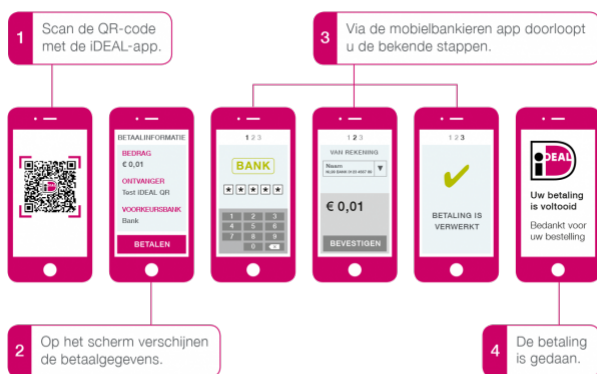 1
Scan de QR-code
met de iDEAL-app.
3
Via de mobielbankieren app doorloopt
u de bekende stappen.
iD
BETAALINFORMATIE
BEDRAG
€ 0,01
ONTVANGER
Test iDEAL QR
VOORKEURSBANK
Bank
BETALEN
1 2 3
BANK
*****
1 2 3
4 5 6
7 8 9
0
1 2 3
VAN REKENING
Naam
€ 0,01
BEVESTIGEN
1 2 3
BETALING IS
VERWERKT
iDEAL
Uw betaling
is voltooid
Bedankt voor
uw bestelling
2
Op het scherm verschijnen
de betaalgegevens.
4
De betaling
is gedaan.